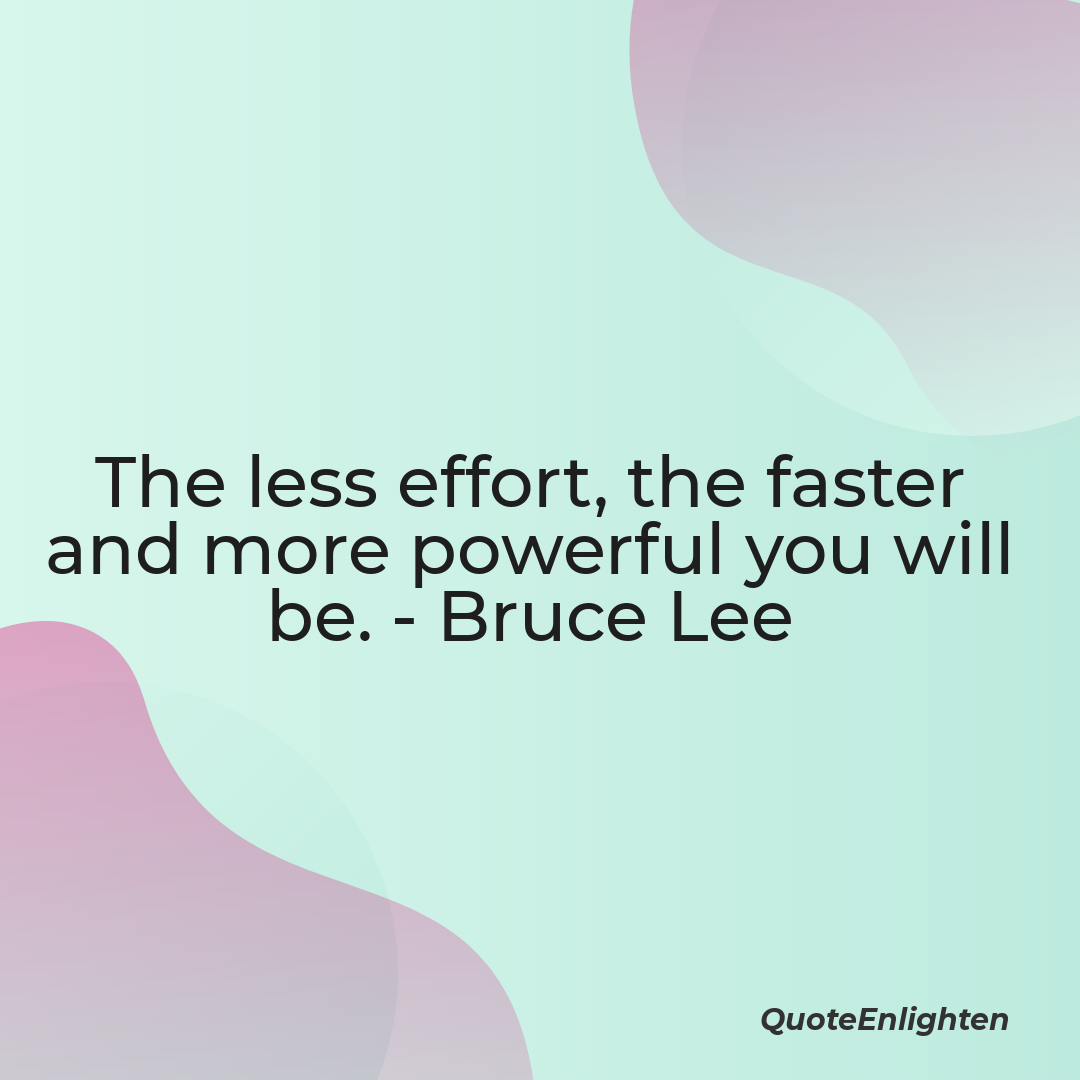 The less effort, the faster
and more powerful you will
be. - Bruce Lee
QuoteEnlighten